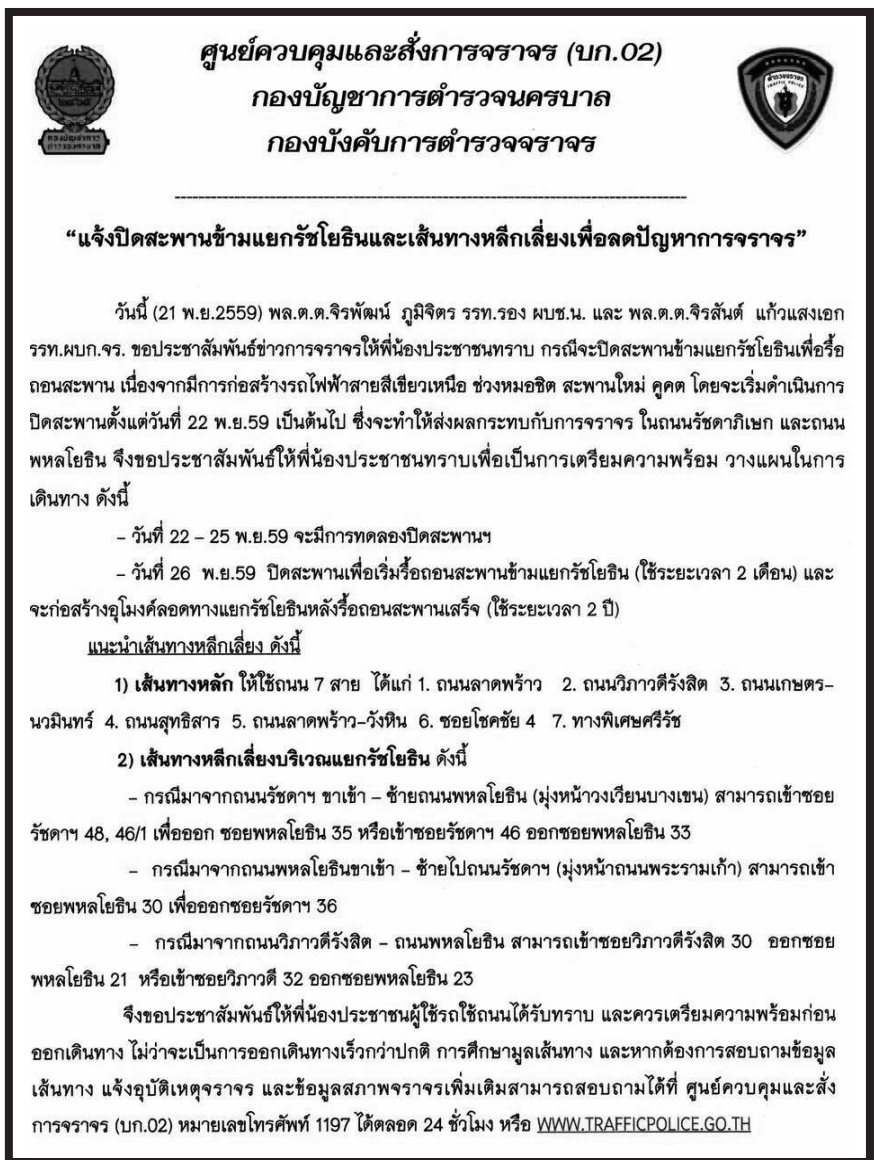 ศูนย์ควบคุมและสั่งการจราจร (บก.02)
กองบัญชาการตำรวจนครบาล
กองบังคับการตำรวจจราจร
กองบัญชาการ
ตำรวจนครบาล
ตำรวจจราจร
TRAFFIC POLICE
“แจ้งปิดสะพานข้ามแยกรัชโยธินและเส้นทางหลีกเลี่ยงเพื่อลดปัญหาการจราจร”
วันนี้ (21 พ.ย.2559) พล.ต.ต.จิรพัฒน์ ภูมิจิตร รรท.รอง ผบช.น. และ พล.ต.ต.จิรสันต์ แก้วแสงเอก
รรท.ผบก.จร. ขอประชาสัมพันธ์ข่าวการจราจรให้พี่น้องประชาชนทราบ กรณีจะปิดสะพานข้ามแยกรัชโยธินเพื่อรื้อ
ถอนสะพาน เนื่องจากมีการก่อสร้างรถไฟฟ้าสายสีเขียวเหนือ ช่วงหมอชิต สะพานใหม่ คูคต โดยจะเริ่มดำเนินการ
ปิดสะพานตั้งแต่วันที่ 22 พ.ย.59 เป็นต้นไป ซึ่งจะทำให้ส่งผลกระทบกับการจราจร ในถนนรัชดาภิเษก และถนน
พหลโยธิน จึงขอประชาสัมพันธ์ให้พี่น้องประชาชนทราบเพื่อเป็นการเตรียมความพร้อม วางแผนในการ
เดินทาง ดังนี้
– วันที่ 22 – 25 พ.ย.59 จะมีการทดลองปิดสะพานฯ
– วันที่ 26 พ.ย.59 ปิดสะพานเพื่อเริ่มรื้อถอนสะพานข้ามแยกรัชโยธิน (ใช้ระยะเวลา 2 เดือน) และ
จะก่อสร้างอุโมงค์ลอดทางแยกรัชโยธินหลังรื้อถอนสะพานเสร็จ (ใช้ระยะเวลา 2 ปี)
แนะนำเส้นทางหลีกเลี่ยง ดังนี้
1) เส้นทางหลัก ให้ใช้ถนน 7 สาย ได้แก่ 1. ถนนลาดพร้าว 2. ถนนวิภาวดีรังสิต 3. ถนนเกษตร–
นวมินทร์ 4. ถนนสุทธิสาร 5. ถนนลาดพร้าว–วังหิน 6. ซอยโชคชัย 4 7. ทางพิเศษศรีรัช
2) เส้นทางหลีกเลี่ยงบริเวณแยกรัชโยธิน ดังนี้
– กรณีมาจากถนนรัชดาฯ ขาเข้า – ซ้ายถนนพหลโยธิน (มุ่งหน้าวงเวียนบางเขน) สามารถเข้าซอย
รัชดาฯ 48, 46/1 เพื่อออก ซอยพหลโยธิน 35 หรือเข้าซอยรัชดาฯ 46 ออกซอยพหลโยธิน 33
– กรณีมาจากถนนพหลโยธินขาเข้า – ซ้ายไปถนนรัชดาฯ (มุ่งหน้าถนนพระรามเก้า) สามารถเข้า
ซอยพหลโยธิน 30 เพื่อออกซอยรัชดาฯ 36
– กรณีมาจากถนนวิภาวดีรังสิต – ถนนพหลโยธิน สามารถเข้าซอยวิภาวดีรังสิต 30 ออกซอย
พหลโยธิน 21 หรือเข้าซอยวิภาวดี 32 ออกซอยพหลโยธิน 23
จึงขอประชาสัมพันธ์ให้พี่น้องประชาชนผู้ใช้รถใช้ถนนได้รับทราบ และควรเตรียมความพร้อมก่อน
ออกเดินทาง ไม่ว่าจะเป็นการออกเดินทางเร็วกว่าปกติ การศึกษามูลเส้นทาง และหากต้องการสอบถามข้อมูล
เส้นทาง แจ้งอุบัติเหตุจราจร และข้อมูลสภาพจราจรเพิ่มเติมสามารถสอบถามได้ที่ ศูนย์ควบคุมและสั่ง
การจราจร (บก.02) หมายเลขโทรศัพท์ 1197 ได้ตลอด 24 ชั่วโมง หรือ WWW.TRAFFICPOLICE.GO.TH